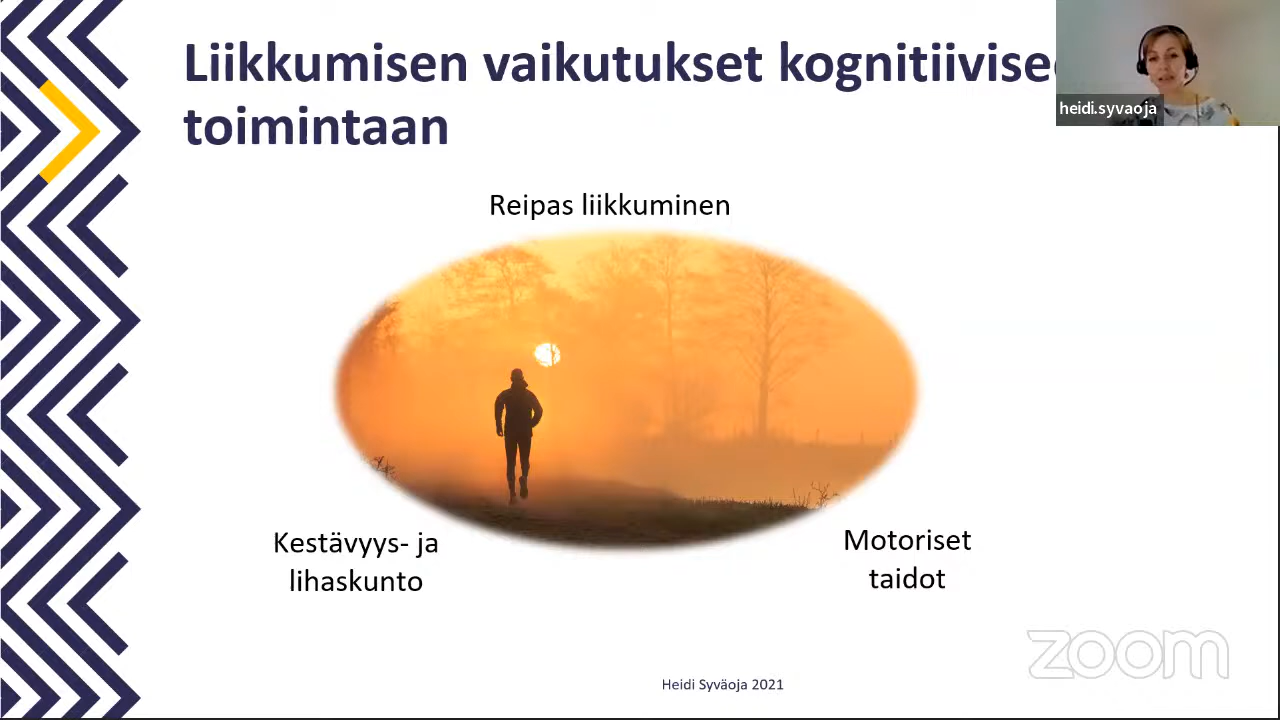 Liikkumisen vaikutukset kognitiivise
toimintaan
heidi.syvaoja
Reipas liikkuminen
Kestävyys- ja
lihaskunto
Motoriset
taidot
zoom
Heidi Syväoja 2021